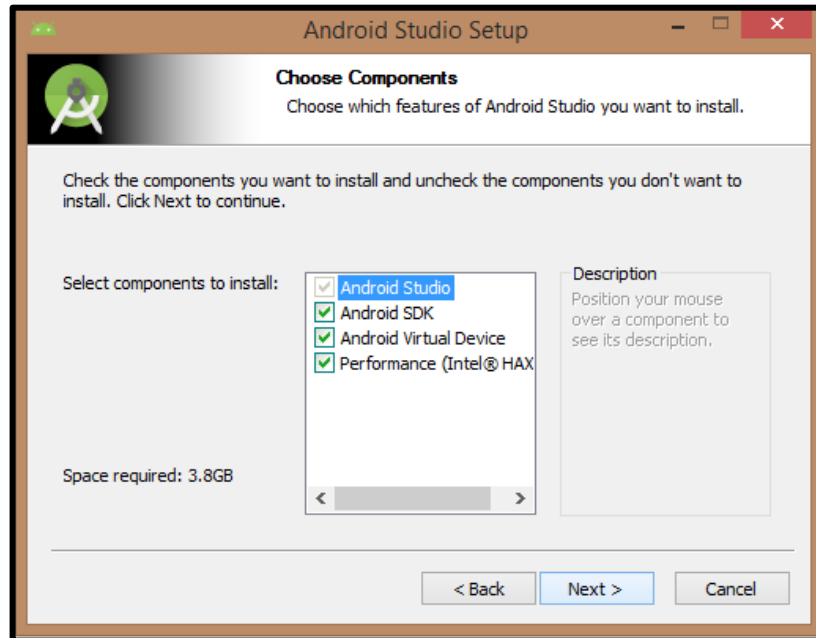 Android Studio Setup
Choose Components
Choose which features of Android Studio you want to install.
Check the components you want to install and uncheck the components you don't want to
install. Click Next to continue.
Select components to install:
Android Studio
Android SDK
Android Virtual Device
Performance (Intel® HAX
Description
Position your mouse
over a component to
see its description.
Space required: 3.8GB
< Back
Next >
Cancel